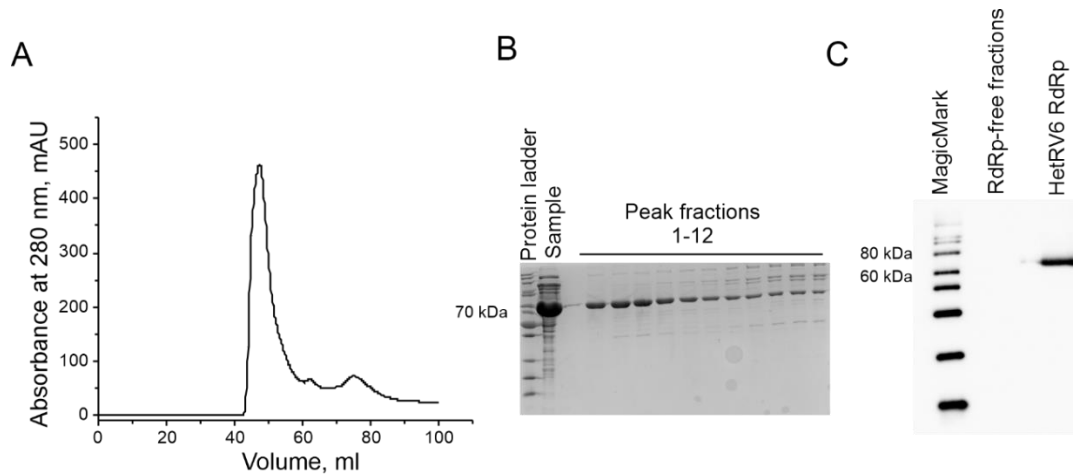 A
Absorbance at 280 nm, mAU
500
400
300
200
100
0
0 20 40 60 80 100
Volume, ml
B
Protein ladder
Sample
Peak fractions
1-12
70 kDa
C
MagicMark
RdRp-free fractions
HetRV6 RdRp
80 kDa
60 kDa